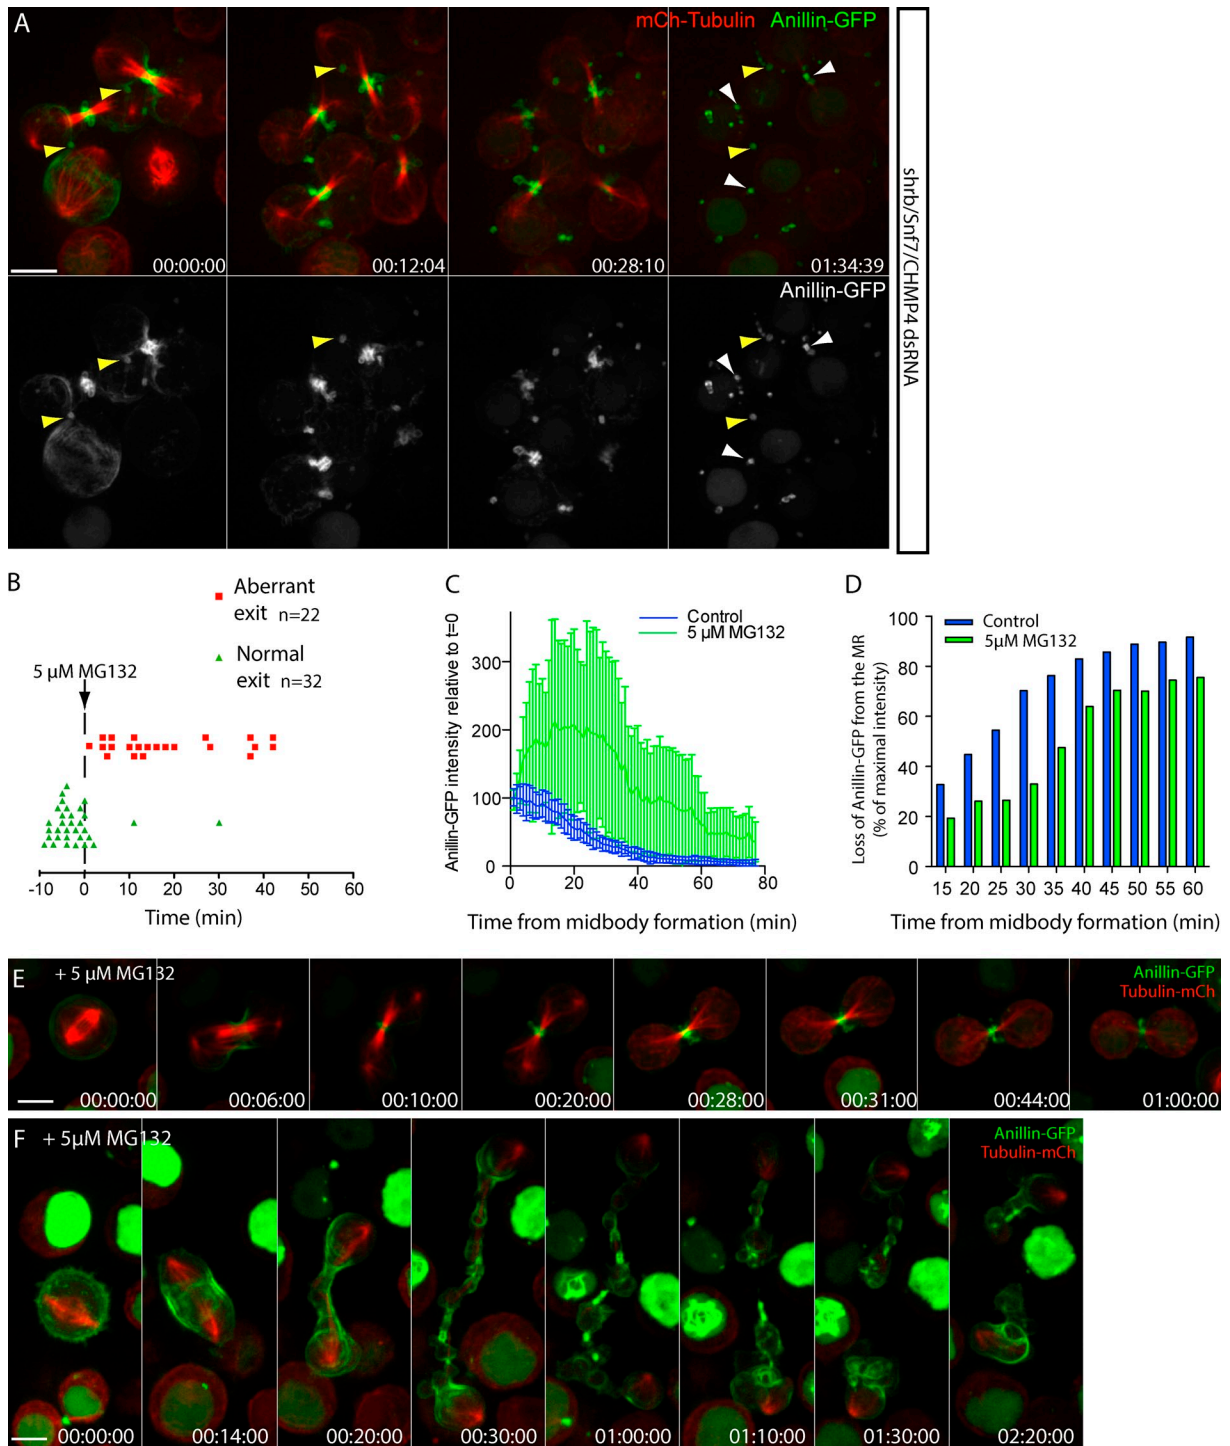 A
mCh-Tubulin Anillin-GFP
00:00:00
00:12:04
00:28:10
01:34:39
Anillin-GFP
shrb/Snf7/CHMP4 dsRNA
B
Aberrant
exit n=22
Normal
exit n=32
5 µM MG132
-10 0 10 20 30 40 50 60
Time (min)
C
Control
5 µM MG132
Anillin-GFP intensity relative to t=0
300
200
100
0
0 20 40 60 80
Time from midbody formation (min)
D
Control
5µM MG132
Loss of Anillin-GFP from the MR
(% of maximal intensity)
100
80
60
40
20
0
15 20 25 30 35 40 45 50 55 60
Time from midbody formation (min)
E
+ 5 µM MG132
Anillin-GFP
Tubulin-mCh
00:00:00
00:06:00
00:10:00
00:20:00
00:28:00
00:31:00
00:44:00
01:00:00
F
+ 5µM MG132
Anillin-GFP
Tubulin-mCh
00:00:00
00:14:00
00:20:00
00:30:00
01:00:00
01:10:00
01:30:00
02:20:00